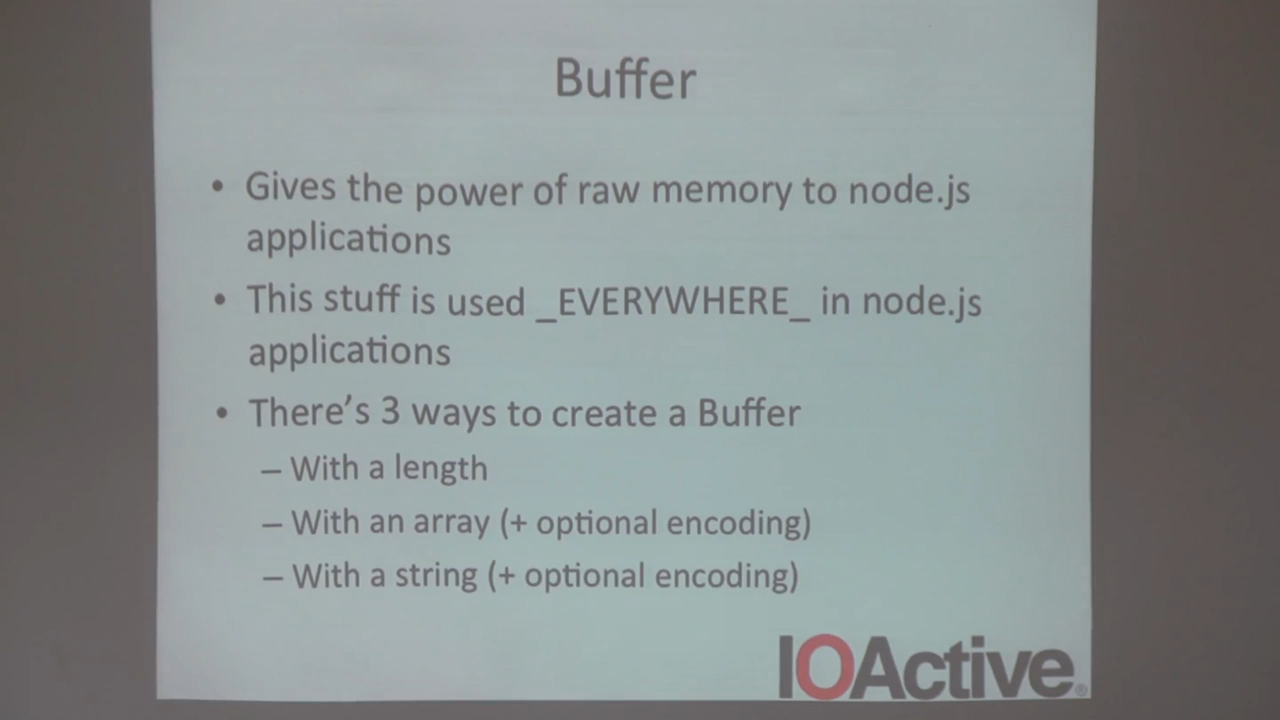 Buffer
• Gives the power of raw memory to node.js
applications
• This stuff is used _EVERYWHERE_ in node.js
applications
• There's 3 ways to create a Buffer
– With a length
– With an array (+ optional encoding)
– With a string (+ optional encoding)
IOActive®